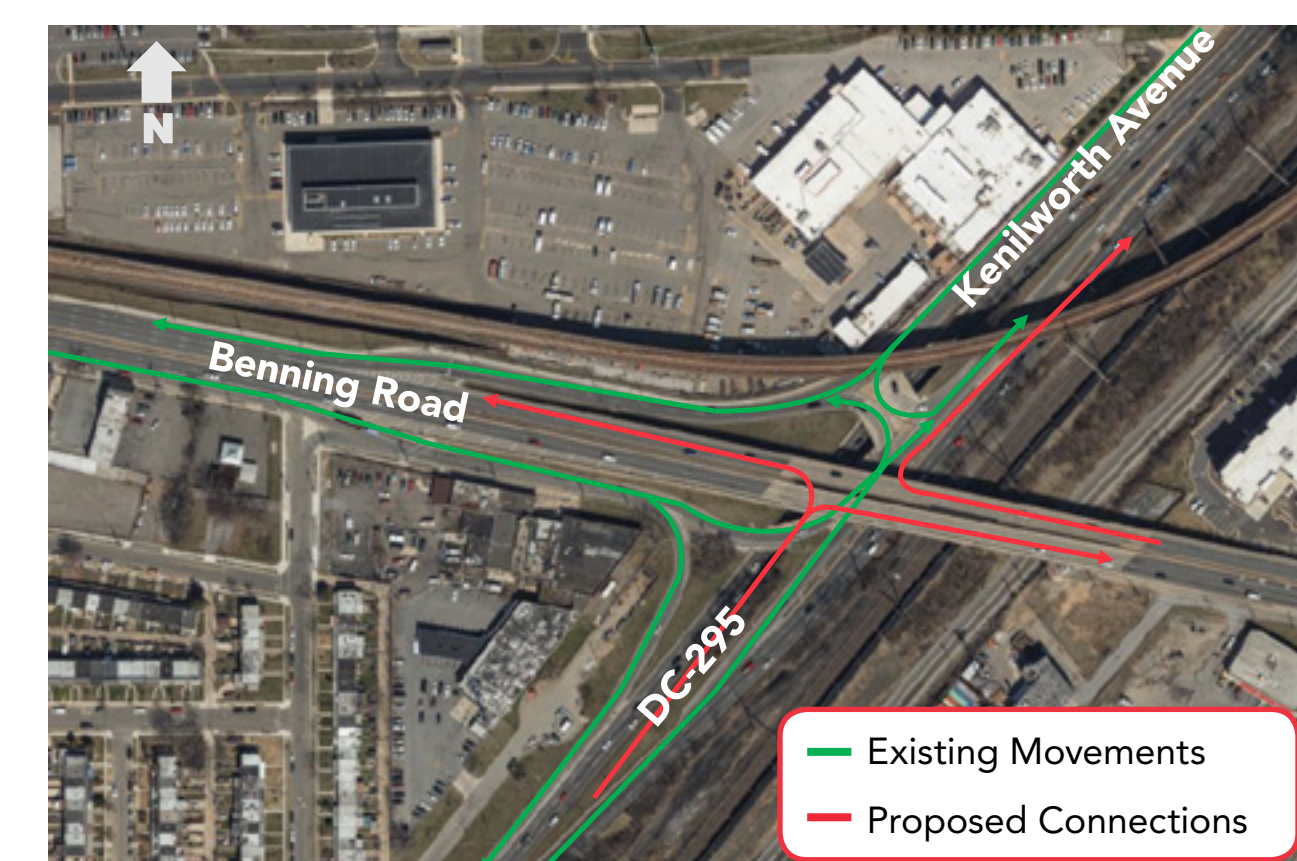 N
Kenilworth Avenue
Benning Road
DC-295
Existing Movements
Proposed Connections